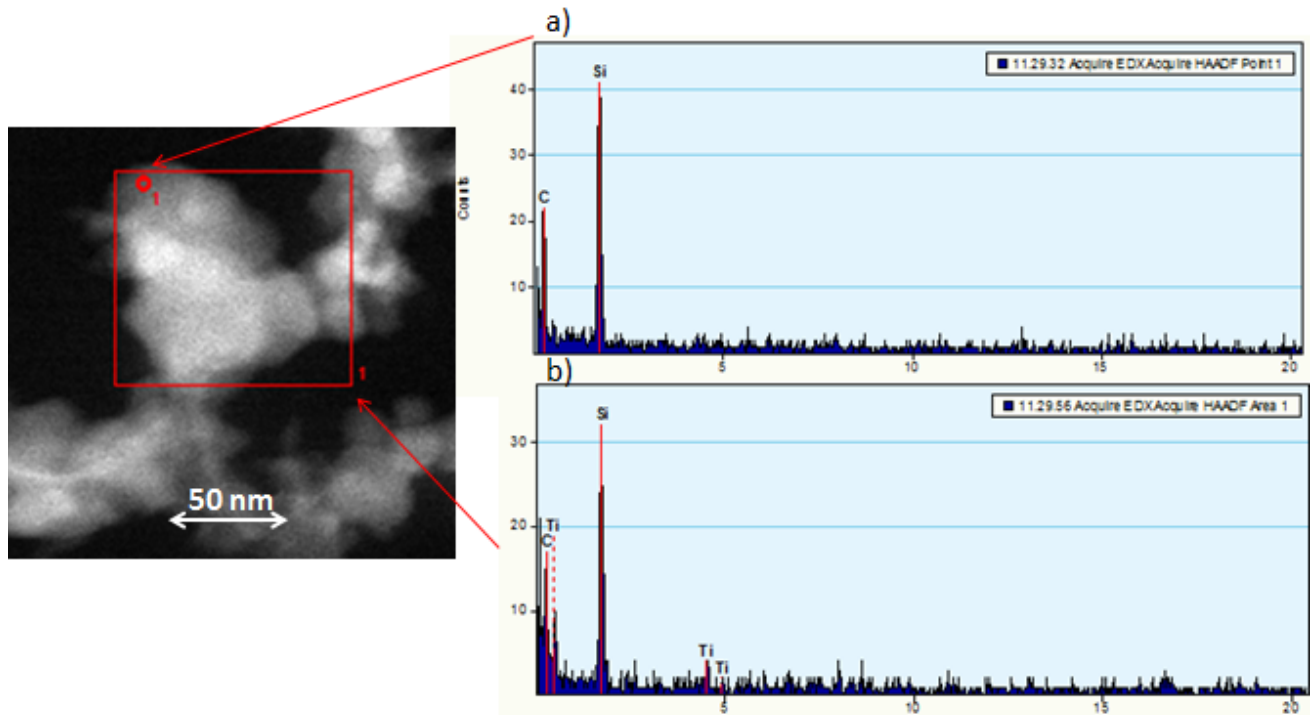 a)
11.29.32 Acquire EDXAcquire HAADF Point 1
Si
40
30
Counts
C
20
10
5
10
15
20
1
1
50 nm
b)
11.29.56 Acquire EDXAcquire HAADF Area 1
Si
30
20
Ti
C
10
Ti
Ti
5
10
15
20